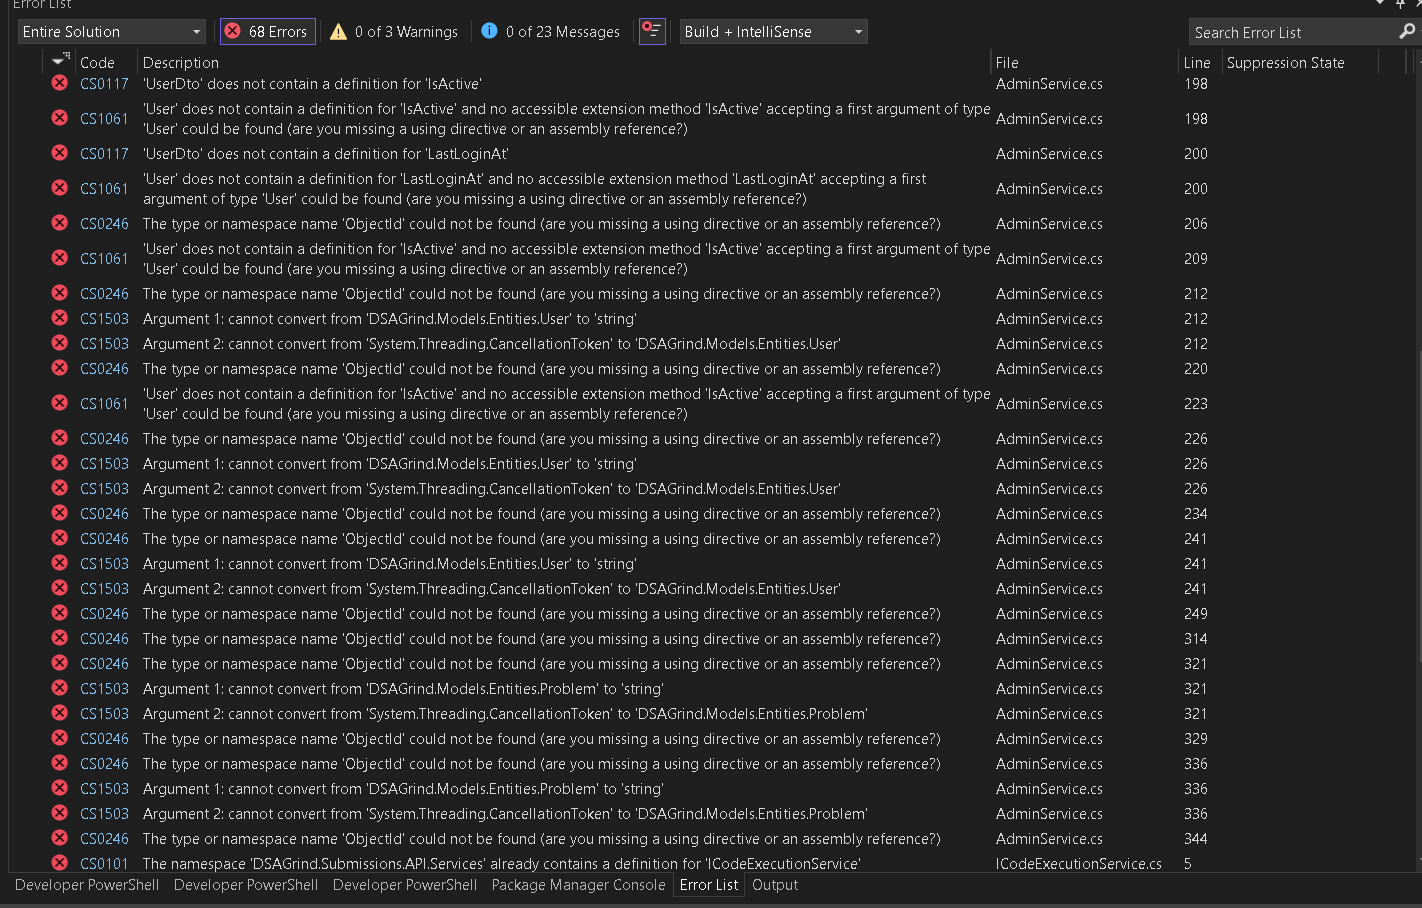 Error List
Entire Solution 68 Errors 0 of 3 Warnings 0 of 23 Messages Build + IntelliSense Search Error List
Code Description File Line Suppression State
CS0117 'UserDto' does not contain a definition for 'IsActive' AdminService.cs 198
CS1061 'User' does not contain a definition for 'IsActive' and no accessible extension method 'IsActive' accepting a first argument of type
'User' could be found (are you missing a using directive or an assembly reference?) AdminService.cs 198
CS0117 'UserDto' does not contain a definition for 'LastLoginAt' AdminService.cs 200
CS1061 'User' does not contain a definition for 'LastLoginAt' and no accessible extension method 'LastLoginAt' accepting a first
argument of type 'User' could be found (are you missing a using directive or an assembly reference?) AdminService.cs 200
CS0246 The type or namespace name 'ObjectId' could not be found (are you missing a using directive or an assembly reference?) AdminService.cs 206
CS1061 'User' does not contain a definition for 'IsActive' and no accessible extension method 'IsActive' accepting a first argument of type
'User' could be found (are you missing a using directive or an assembly reference?) AdminService.cs 209
CS0246 The type or namespace name 'ObjectId' could not be found (are you missing a using directive or an assembly reference?) AdminService.cs 212
CS1503 Argument 1: cannot convert from 'DSAGrind.Models.Entities.User' to 'string' AdminService.cs 212
CS1503 Argument 2: cannot convert from 'System.Threading.CancellationToken' to 'DSAGrind.Models.Entities.User' AdminService.cs 212
CS0246 The type or namespace name 'ObjectId' could not be found (are you missing a using directive or an assembly reference?) AdminService.cs 220
CS1061 'User' does not contain a definition for 'IsActive' and no accessible extension method 'IsActive' accepting a first argument of type
'User' could be found (are you missing a using directive or an assembly reference?) AdminService.cs 223
CS0246 The type or namespace name 'ObjectId' could not be found (are you missing a using directive or an assembly reference?) AdminService.cs 226
CS1503 Argument 1: cannot convert from 'DSAGrind.Models.Entities.User' to 'string' AdminService.cs 226
CS1503 Argument 2: cannot convert from 'System.Threading.CancellationToken' to 'DSAGrind.Models.Entities.User' AdminService.cs 226
CS0246 The type or namespace name 'ObjectId' could not be found (are you missing a using directive or an assembly reference?) AdminService.cs 234
CS0246 The type or namespace name 'ObjectId' could not be found (are you missing a using directive or an assembly reference?) AdminService.cs 241
CS1503 Argument 1: cannot convert from 'DSAGrind.Models.Entities.User' to 'string' AdminService.cs 241
CS1503 Argument 2: cannot convert from 'System.Threading.CancellationToken' to 'DSAGrind.Models.Entities.User' AdminService.cs 241
CS0246 The type or namespace name 'ObjectId' could not be found (are you missing a using directive or an assembly reference?) AdminService.cs 249
CS0246 The type or namespace name 'ObjectId' could not be found (are you missing a using directive or an assembly reference?) AdminService.cs 314
CS0246 The type or namespace name 'ObjectId' could not be found (are you missing a using directive or an assembly reference?) AdminService.cs 321
CS1503 Argument 1: cannot convert from 'DSAGrind.Models.Entities.Problem' to 'string' AdminService.cs 321
CS1503 Argument 2: cannot convert from 'System.Threading.CancellationToken' to 'DSAGrind.Models.Entities.Problem' AdminService.cs 321
CS0246 The type or namespace name 'ObjectId' could not be found (are you missing a using directive or an assembly reference?) AdminService.cs 329
CS0246 The type or namespace name 'ObjectId' could not be found (are you missing a using directive or an assembly reference?) AdminService.cs 336
CS1503 Argument 1: cannot convert from 'DSAGrind.Models.Entities.Problem' to 'string' AdminService.cs 336
CS1503 Argument 2: cannot convert from 'System.Threading.CancellationToken' to 'DSAGrind.Models.Entities.Problem' AdminService.cs 336
CS0246 The type or namespace name 'ObjectId' could not be found (are you missing a using directive or an assembly reference?) AdminService.cs 344
CS0101 The namespace 'DSAGrind.Submissions.API.Services' already contains a definition for 'ICodeExecutionService' ICodeExecutionService.cs 5
Developer PowerShell Developer PowerShell Developer PowerShell Package Manager Console Error List Output